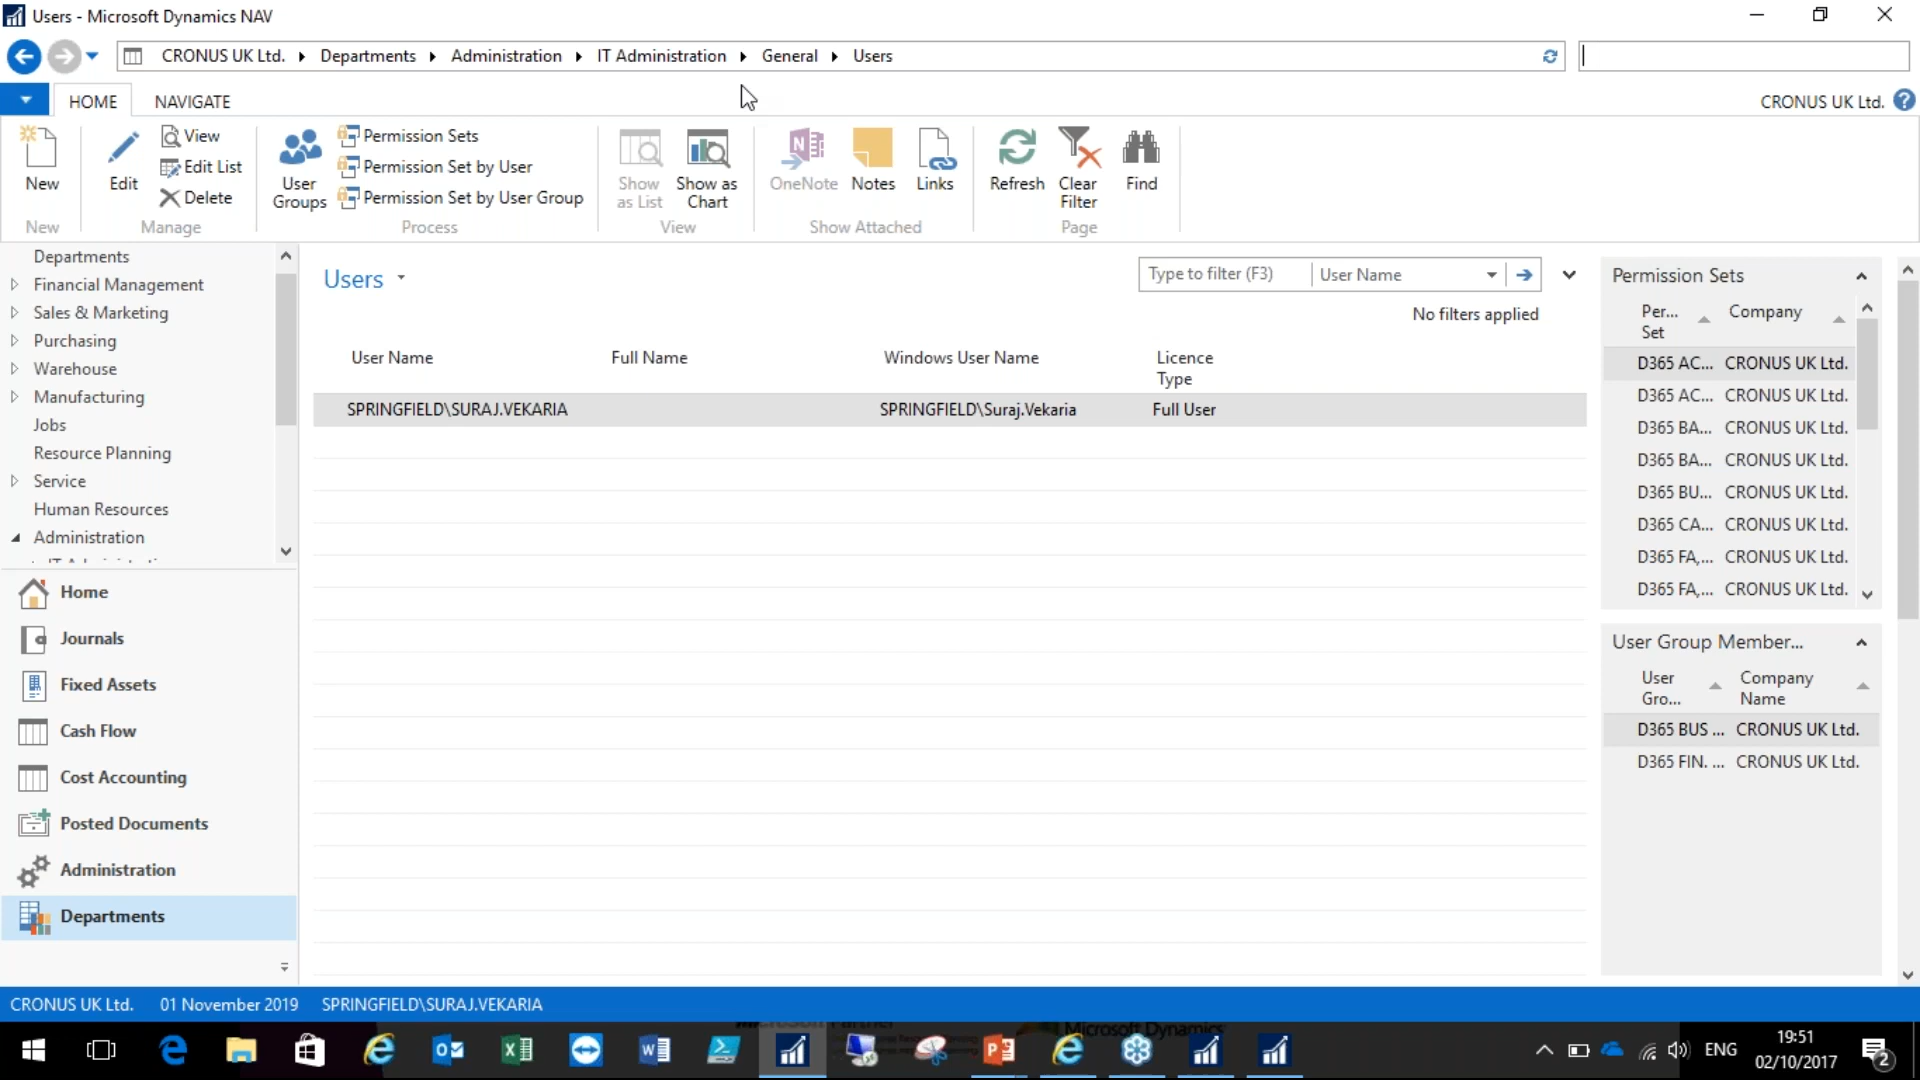 Users - Microsoft Dynamics NAV
CRONUS UK Ltd. Departments Administration IT Administration General Users
HOME NAVIGATE
CRONUS UK Ltd.
New
Edit
View
Edit List
Delete
User Groups
Permission Sets
Permission Set by User
Permission Set by User Group
Show as List
Show as Chart
OneNote
Notes
Links
Refresh
Clear Filter
Find
New Manage Process View Show Attached Page
Departments
Financial Management
Sales & Marketing
Purchasing
Warehouse
Manufacturing
Jobs
Resource Planning
Service
Human Resources
Administration
Home
Journals
Fixed Assets
Cash Flow
Cost Accounting
Posted Documents
Administration
Departments
Users
Type to filter (F3) User Name
No filters applied
User Name Full Name Windows User Name Licence Type
SPRINGFIELD\SURAJ.VEKARIA SPRINGFIELD\Suraj.Vekaria Full User
Permission Sets
Per... Set Company
D365 AC... CRONUS UK Ltd.
D365 AC... CRONUS UK Ltd.
D365 BA... CRONUS UK Ltd.
D365 BA... CRONUS UK Ltd.
D365 BU... CRONUS UK Ltd.
D365 CA... CRONUS UK Ltd.
D365 FA,... CRONUS UK Ltd.
D365 FA,... CRONUS UK Ltd.
User Group Member...
User Gro... Company Name
D365 BUS ... CRONUS UK Ltd.
D365 FIN. ... CRONUS UK Ltd.
CRONUS UK Ltd. 01 November 2019 SPRINGFIELD\SURAJ.VEKARIA
Microsoft Dynamics
ENG
19:51
02/10/2017
2